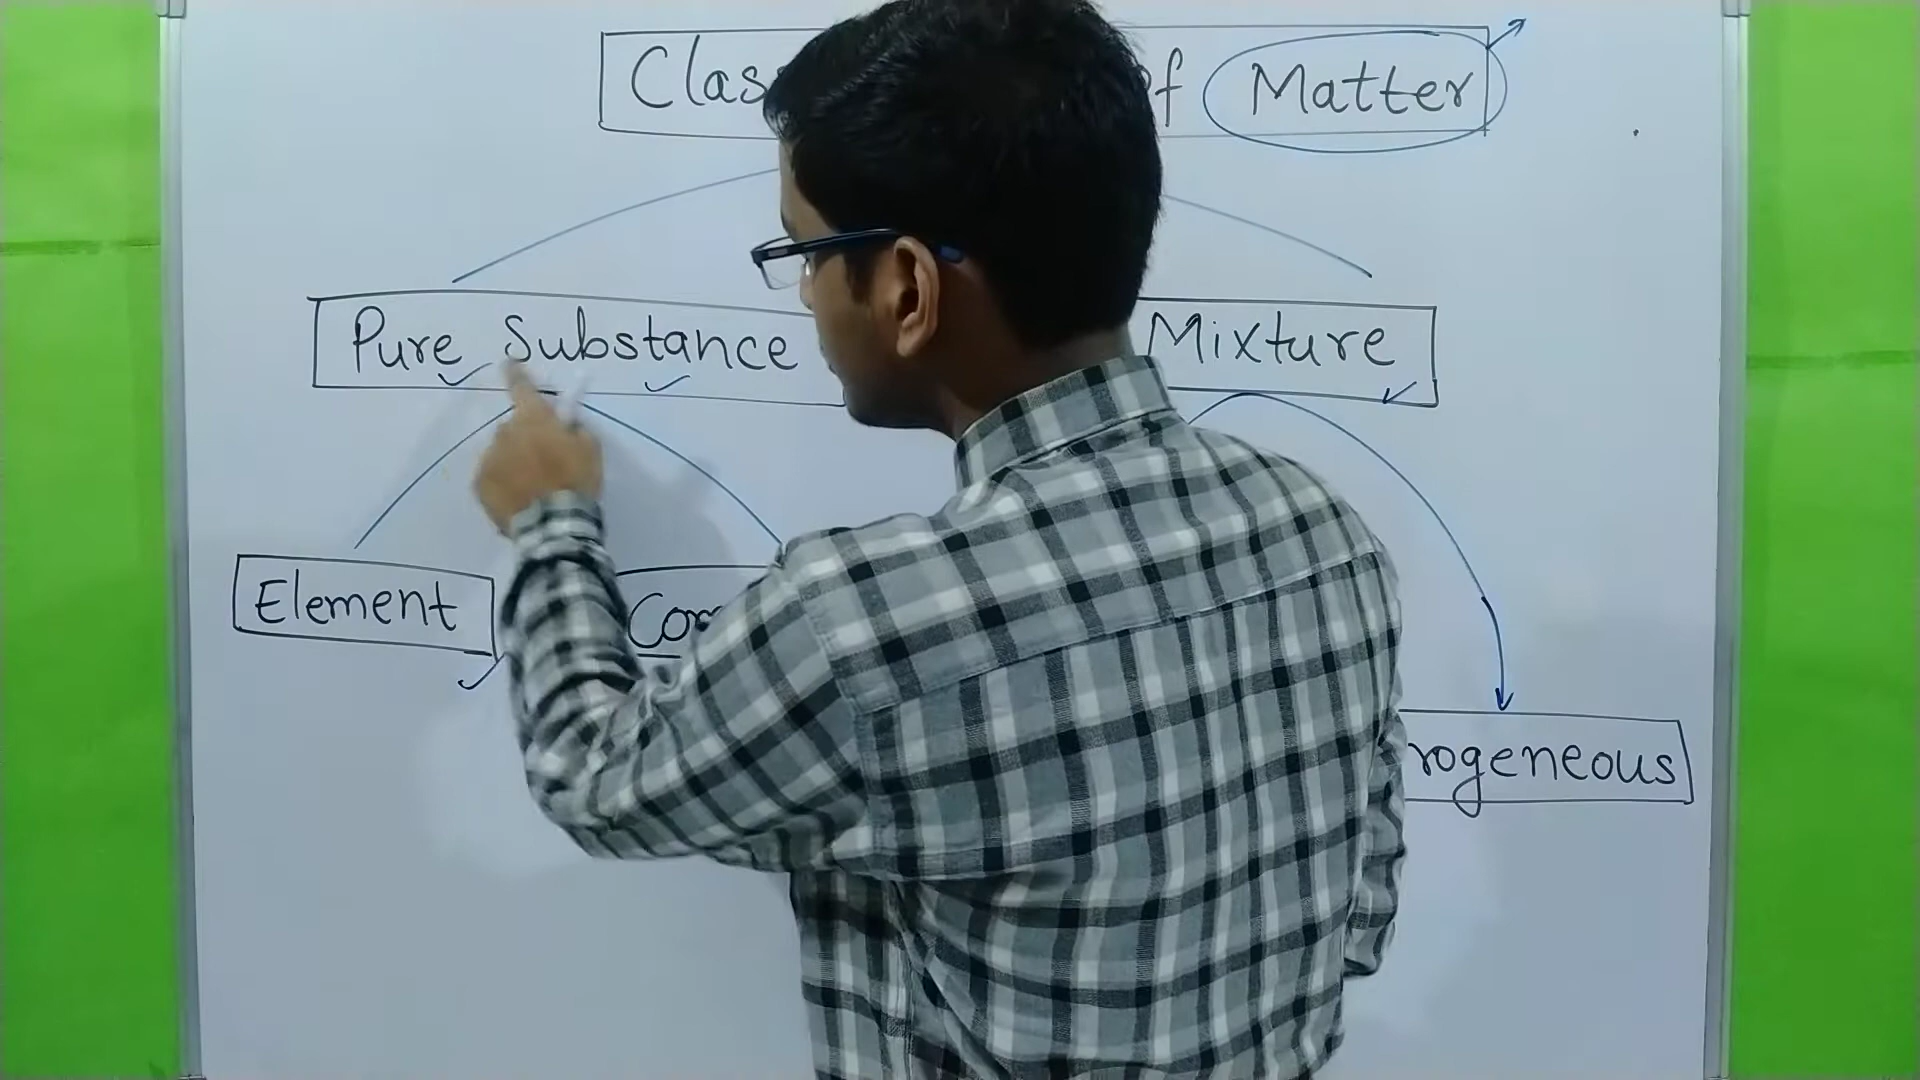 Clas of Matter
Pure Substance
Mixture
Element
Com
rogeneous